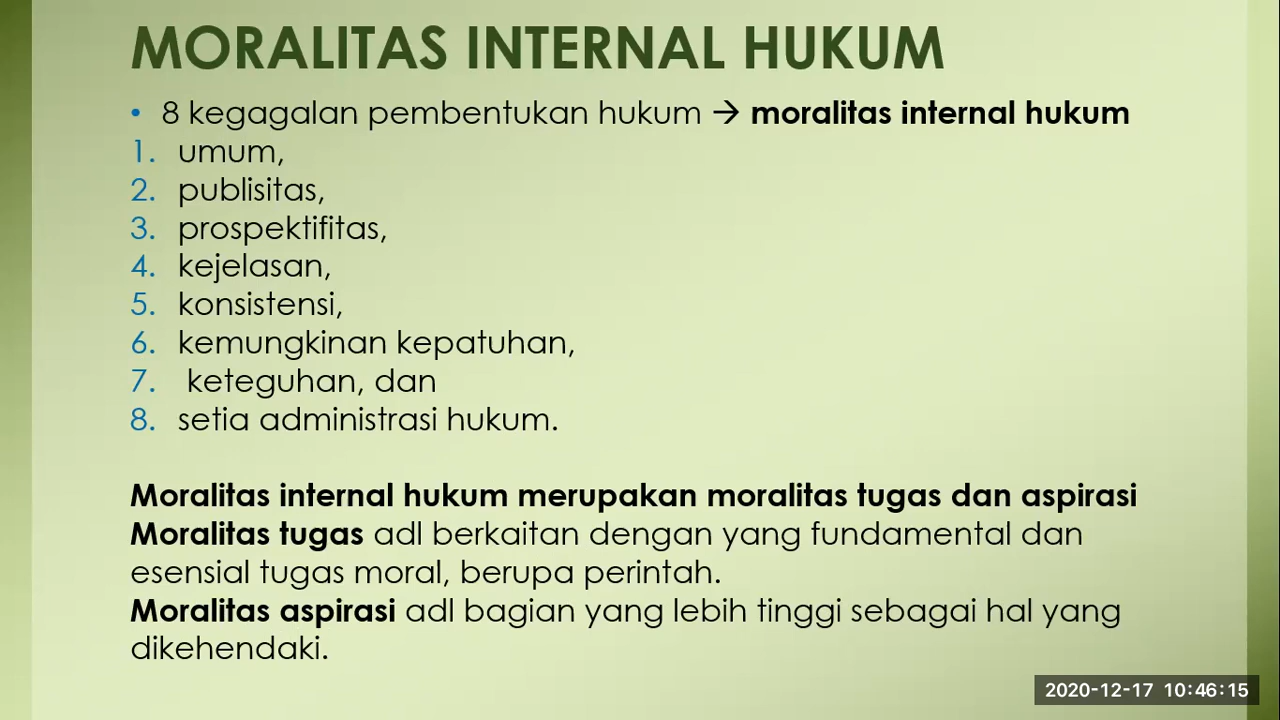 MORALITAS INTERNAL HUKUM
• 8 kegagalan pembentukan hukum → moralitas internal hukum
1. umum,
2. publisitas,
3. prospektifitas,
4. kejelasan,
5. konsistensi,
6. kemungkinan kepatuhan,
7. keteguhan, dan
8. setia administrasi hukum.
Moralitas internal hukum merupakan moralitas tugas dan aspirasi
Moralitas tugas adl berkaitan dengan yang fundamental dan
esensial tugas moral, berupa perintah.
Moralitas aspirasi adl bagian yang lebih tinggi sebagai hal yang
dikehendaki.
2020-12-17 10:46:15